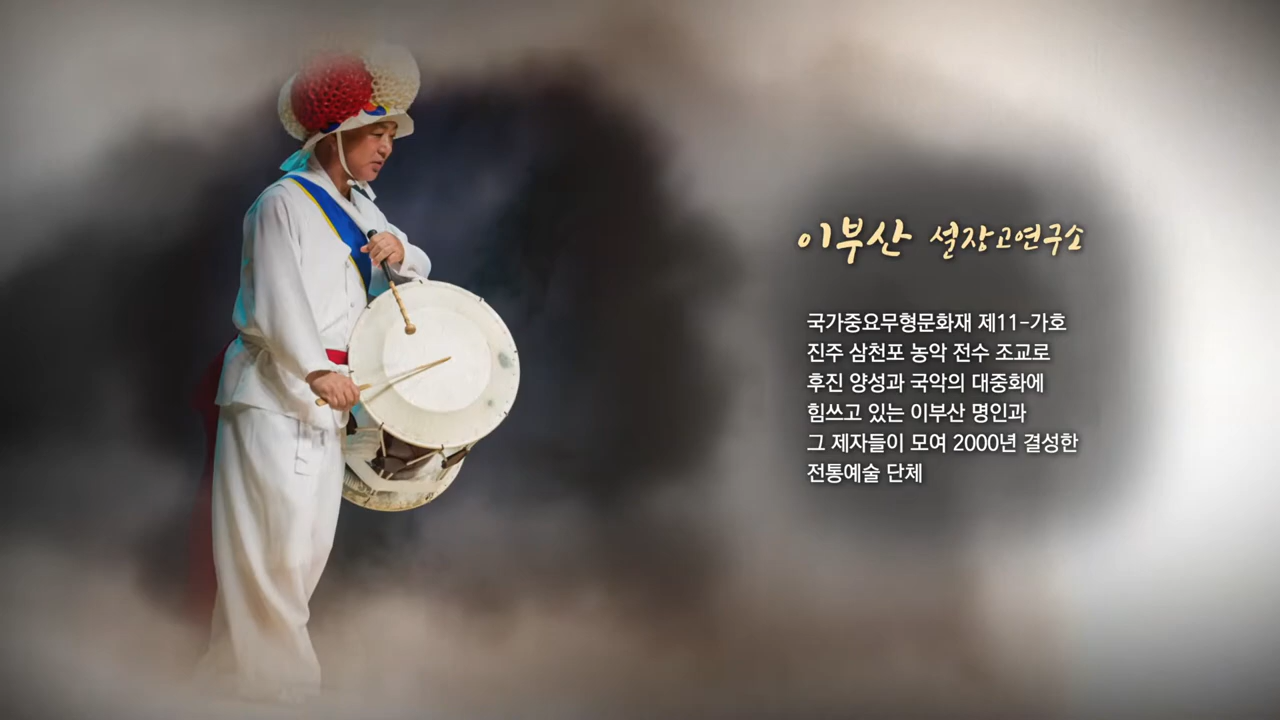 이부산 설장고연구소
국가중요무형문화재 제11-가호
진주 삼천포 농악 전수 조교로
후진 양성과 국악의 대중화에
힘쓰고 있는 이부산 명인과
그 제자들이 모여 2000년 결성한
전통예술 단체